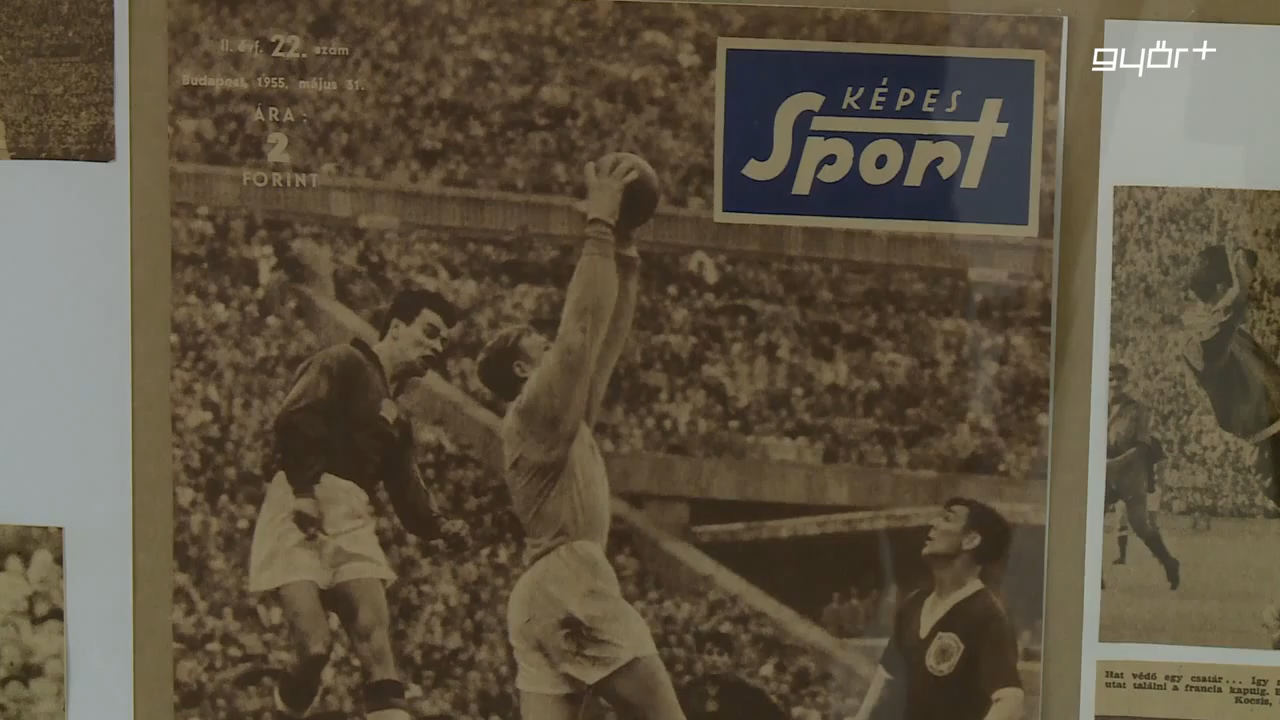 II. évf. 22. szám
Budapest, 1955. május 31.
ÁRA:
2
FORINT
KÉPES
Sport
győr+
Hat védő egy csatár... Így
utat találni a francia kapuig.
Kocsis,